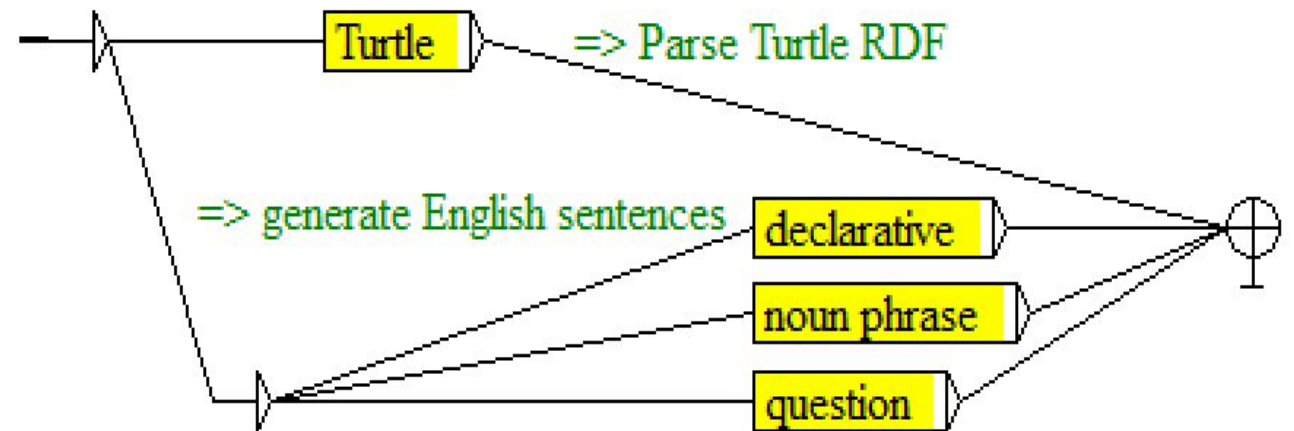 Turtle => Parse Turtle RDF
=> generate English sentences
declarative
noun phrase
question